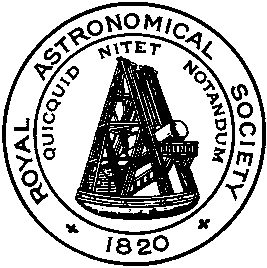 ROYAL ASTRONOMICAL SOCIETY
QUICQUID NITET NOTANDUM
1820